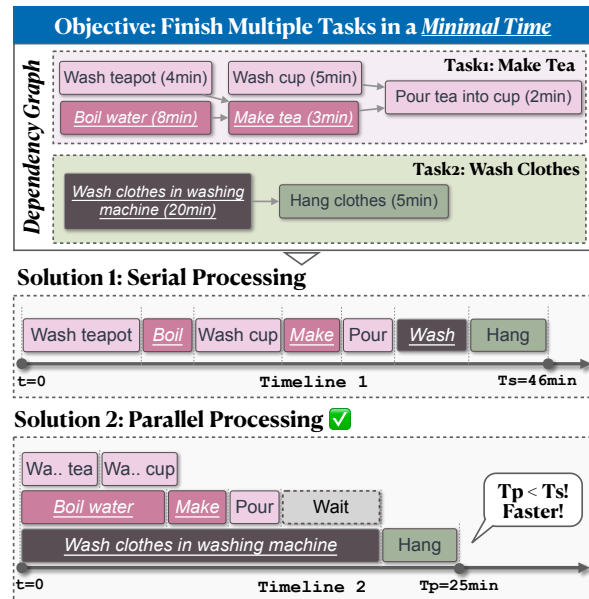 Objective: Finish Multiple Tasks in a Minimal Time
Dependency Graph
Task1: Make Tea
Wash teapot (4min)
Wash cup (5min)
Pour tea into cup (2min)
Boil water (8min)
Make tea (3min)
Task2: Wash Clothes
Wash clothes in washing
machine (20min)
Hang clothes (5min)
Solution 1: Serial Processing
Wash teapot
Boil
Wash cup
Make
Pour
Wash
Hang
t=0
Timeline 1
Ts=46min
Solution 2: Parallel Processing ✅
Wa.. tea
Wa.. cup
Boil water
Make
Pour
Wait
Wash clothes in washing machine
Hang
Tp < Ts!
Faster!
t=0
Timeline 2
Tp=25min